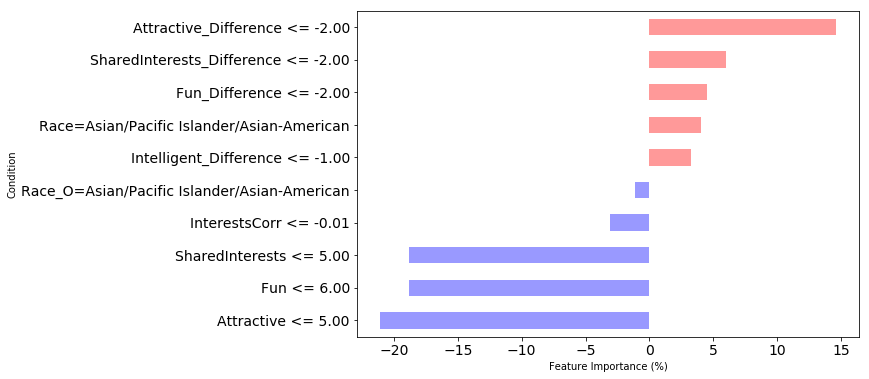 Attractive_Difference <= -2.00
SharedInterests_Difference <= -2.00
Fun_Difference <= -2.00
Race=Asian/Pacific Islander/Asian-American
Intelligent_Difference <= -1.00
Race_O=Asian/Pacific Islander/Asian-American
InterestsCorr <= -0.01
SharedInterests <= 5.00
Fun <= 6.00
Attractive <= 5.00
Condition
−20 −15 −10 −5 0 5 10 15
Feature Importance (%)